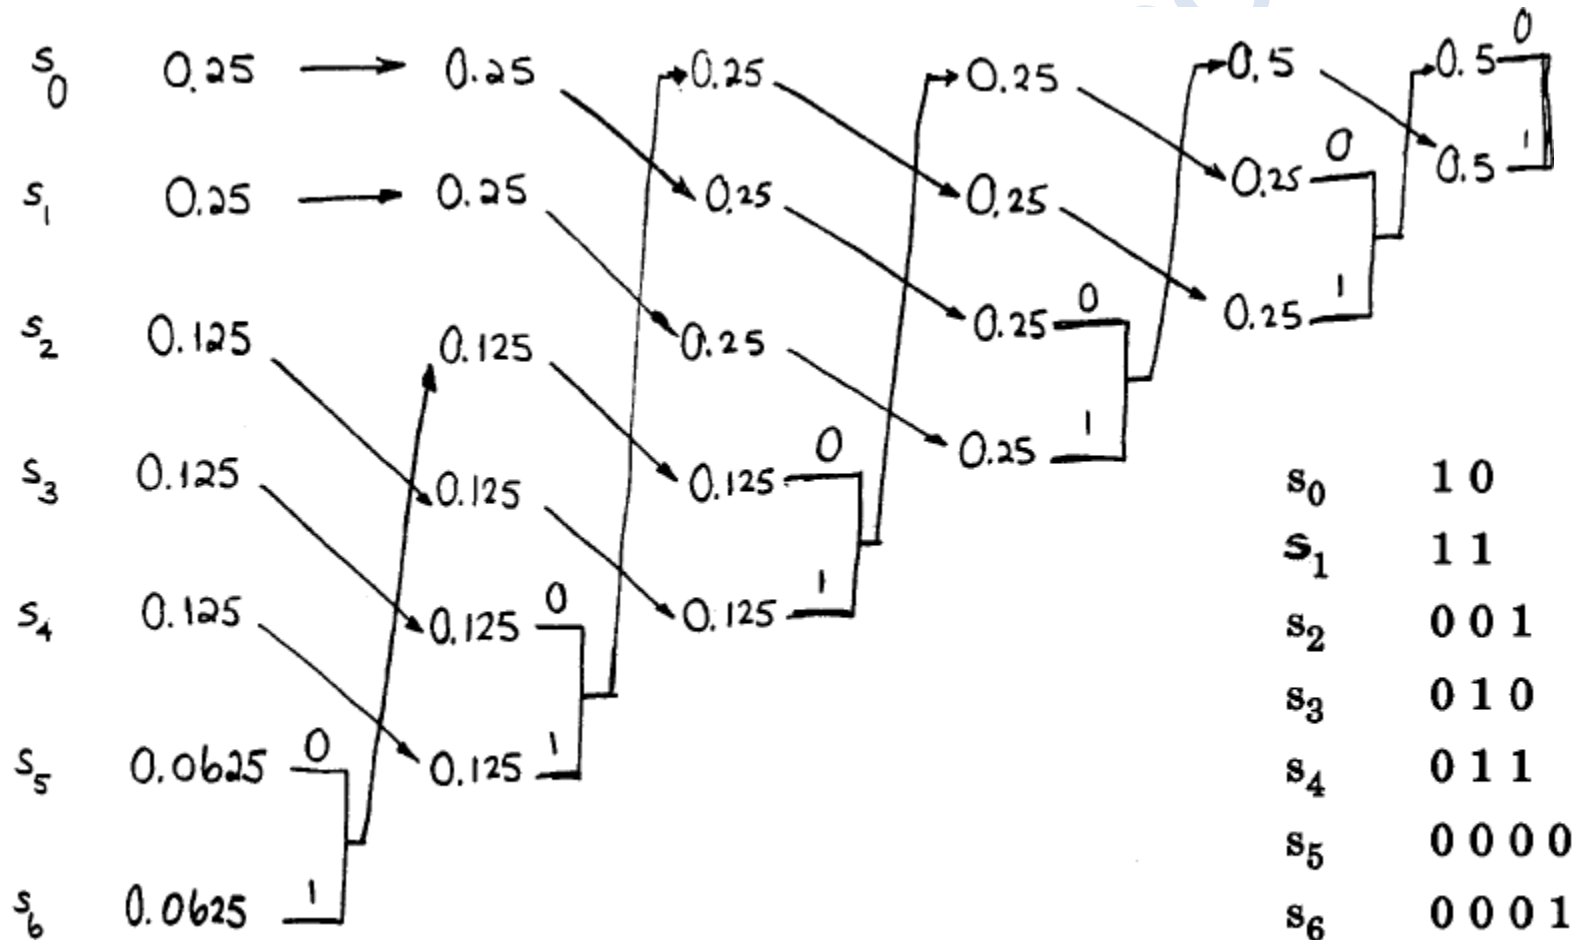 0
s0 0.25 0.25 0.25 0.25 0.5 0.5
0 1
s1 0.25 0.25 0.25 0.25 0.25 0.5
0 1
s2 0.125 0.125 0.25 0.25 0.25
0 1
s3 0.125 0.125 0.125 0.25 s0 1 0
s1 1 1
0 1
s4 0.125 0.125 0.125 s2 0 0 1
s3 0 1 0
0 1
s5 0.0625 0.125 s4 0 1 1
s5 0 0 0 0
1
s6 0.0625 s6 0 0 0 1